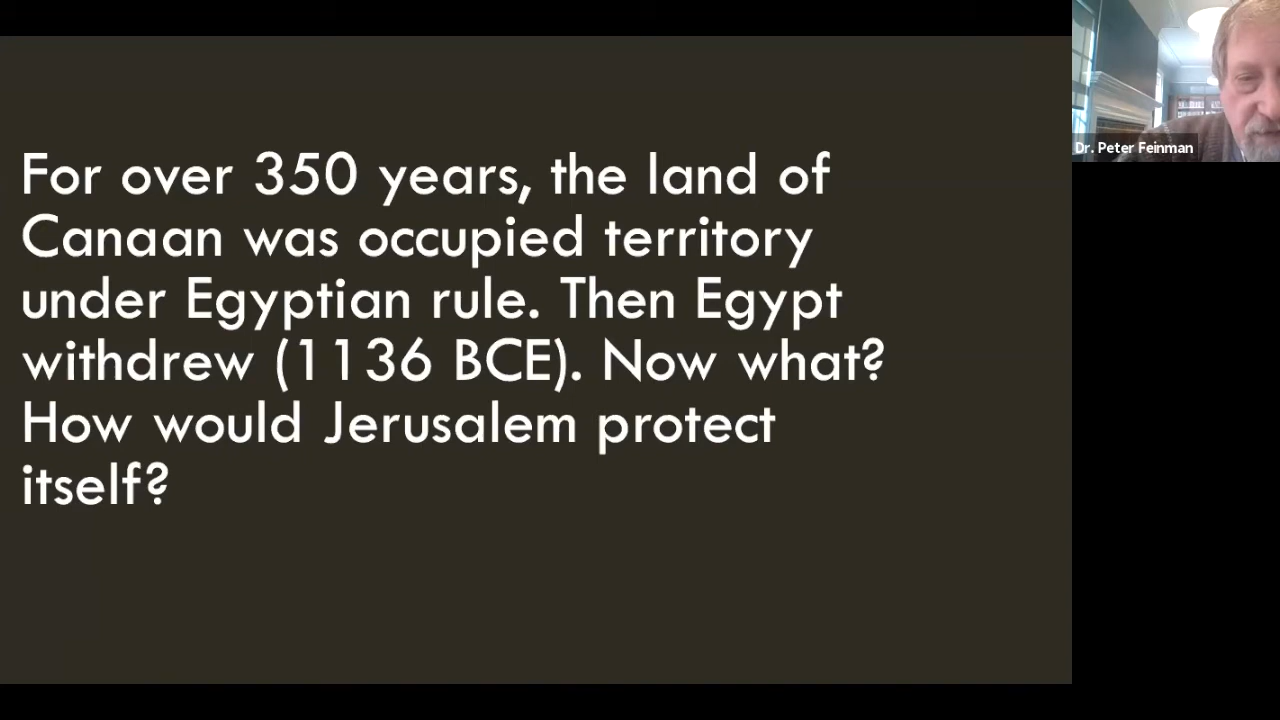 For over 350 years, the land of
Canaan was occupied territory
under Egyptian rule. Then Egypt
withdrew (1136 BCE). Now what?
How would Jerusalem protect
itself?
Dr. Peter Feinman